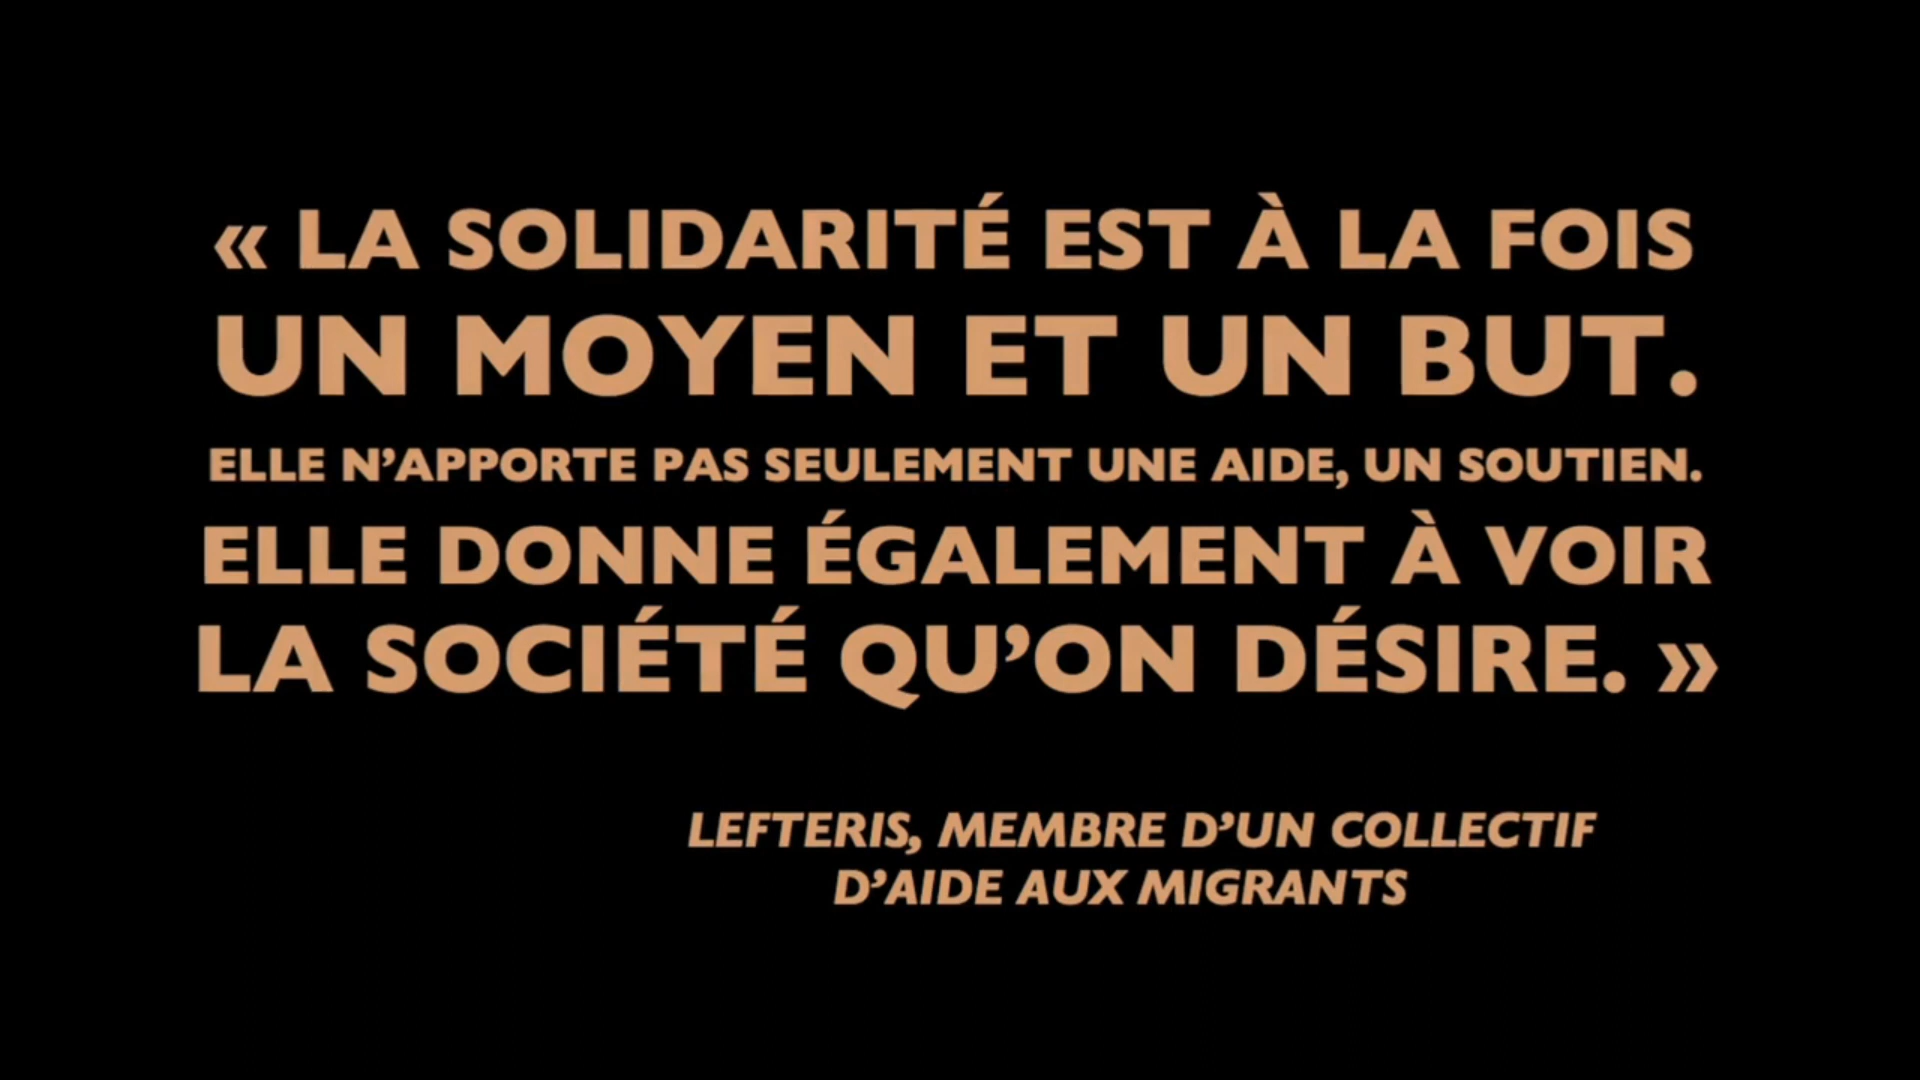 « LA SOLIDARITÉ EST À LA FOIS
UN MOYEN ET UN BUT.
ELLE N’APPORTE PAS SEULEMENT UNE AIDE, UN SOUTIEN.
ELLE DONNE ÉGALEMENT À VOIR
LA SOCIÉTÉ QU’ON DÉSIRE. »
LEFTERIS, MEMBRE D’UN COLLECTIF
D’AIDE AUX MIGRANTS